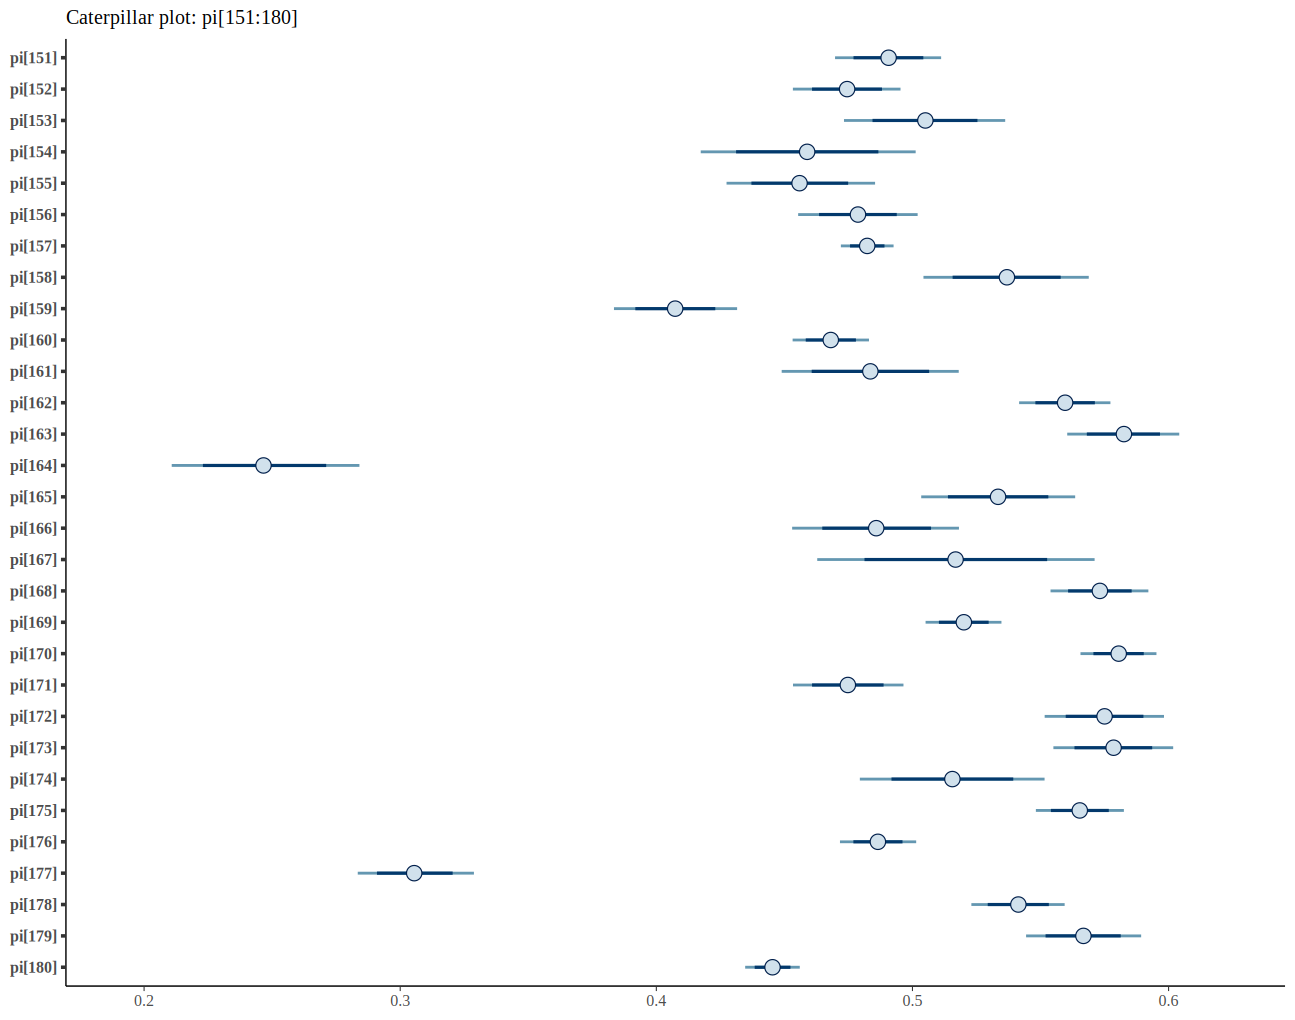 Caterpillar plot: pi[151:180]
pi[151]
pi[152]
pi[153]
pi[154]
pi[155]
pi[156]
pi[157]
pi[158]
pi[159]
pi[160]
pi[161]
pi[162]
pi[163]
pi[164]
pi[165]
pi[166]
pi[167]
pi[168]
pi[169]
pi[170]
pi[171]
pi[172]
pi[173]
pi[174]
pi[175]
pi[176]
pi[177]
pi[178]
pi[179]
pi[180]
0.2 0.3 0.4 0.5 0.6